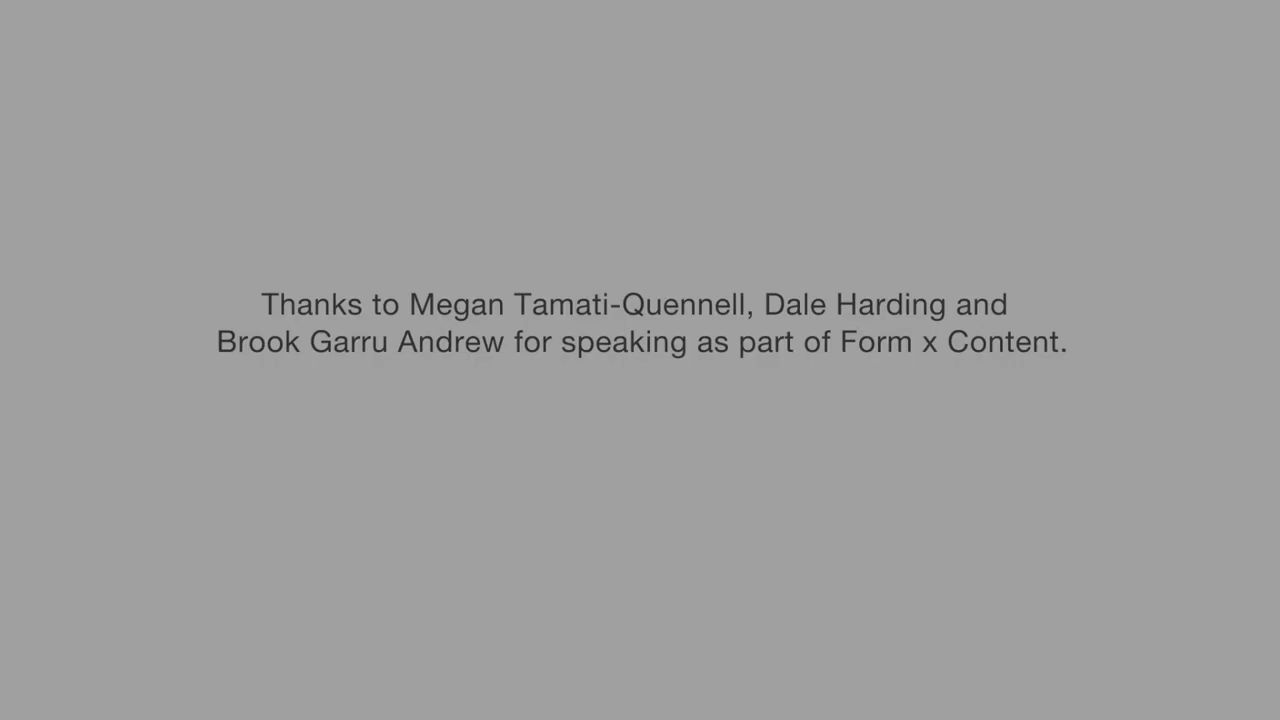 Thanks to Megan Tamati-Quennell, Dale Harding and
Brook Garru Andrew for speaking as part of Form x Content.